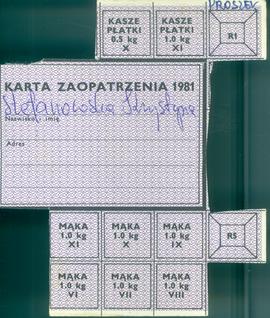 PROSZEK
KASZE PŁATKI 0.5 kg X
KASZE PŁATKI 1.0 kg XI
R1
KARTA ZAOPATRZENIA 1981
Stefanowska Krystyna
Nazwisko i imię
Adres
MĄKA 1.0 kg XI
MĄKA 1.0 kg X
MĄKA 1.0 kg IX
R5
MĄKA 1.0 kg VI
MĄKA 1.0 kg VII
MĄKA 1.0 kg VIII